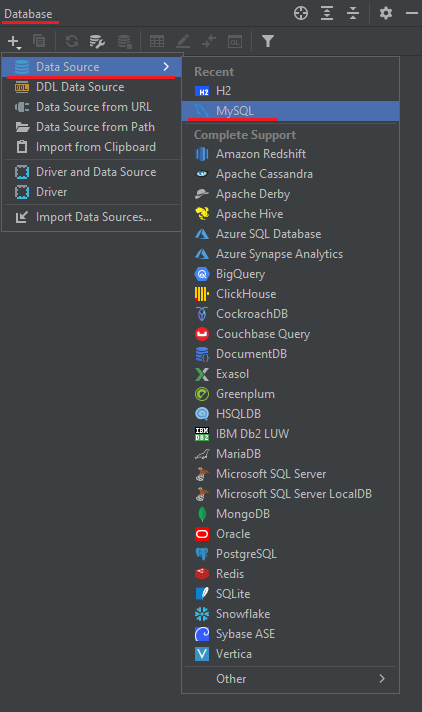 Database
Data Source
DDL Data Source
Data Source from URL
Data Source from Path
Import from Clipboard
Driver and Data Source
Driver
Import Data Sources...
Recent
H2
MySQL
Complete Support
Amazon Redshift
Apache Cassandra
Apache Derby
Apache Hive
Azure SQL Database
Azure Synapse Analytics
BigQuery
ClickHouse
CockroachDB
Couchbase Query
DocumentDB
Exasol
Greenplum
HSQLDB
IBM Db2 LUW
MariaDB
Microsoft SQL Server
Microsoft SQL Server LocalDB
MongoDB
Oracle
PostgreSQL
Redis
SQLite
Snowflake
Sybase ASE
Vertica
Other